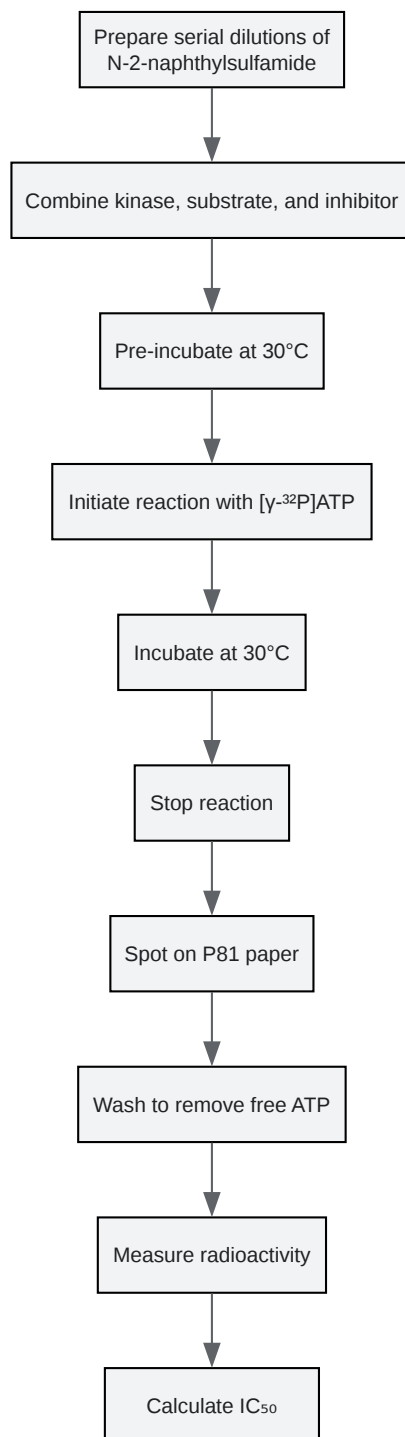 Prepare serial dilutions of
N-2-naphthylsulfamide
Combine kinase, substrate, and inhibitor
Pre-incubate at 30°C
Initiate reaction with [γ-³²P]ATP
Incubate at 30°C
Stop reaction
Spot on P81 paper
Wash to remove free ATP
Measure radioactivity
Calculate IC₅₀